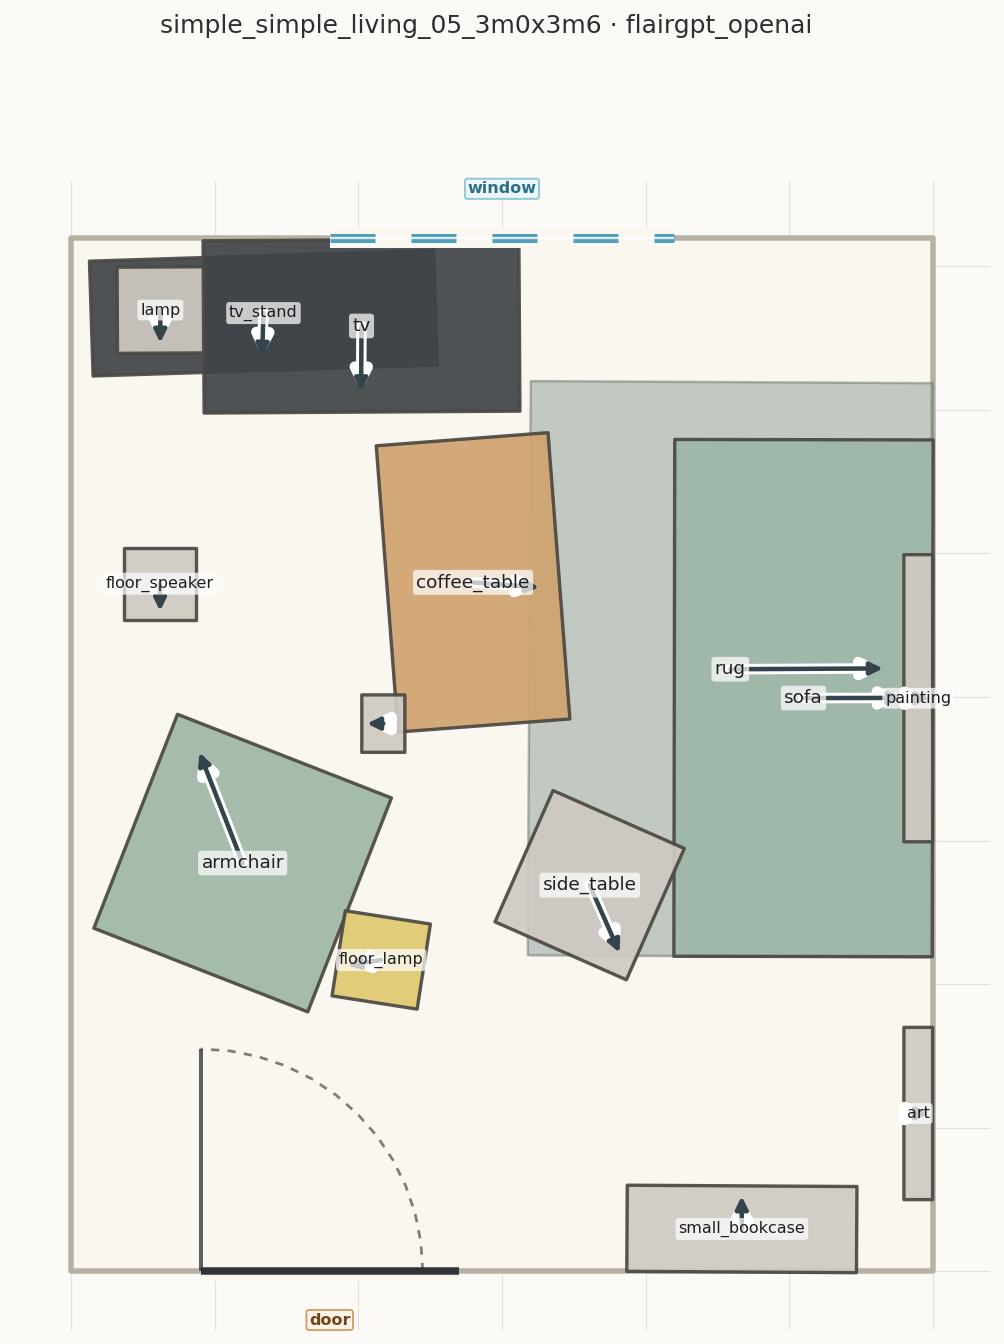 simple_simple_living_05_3m0x3m6 · flairgpt_openai
window
lamp
tv_stand
tv
coffee_table
floor_speaker
rug
sofa
painting
armchair
side_table
floor_lamp
art
small_bookcase
door